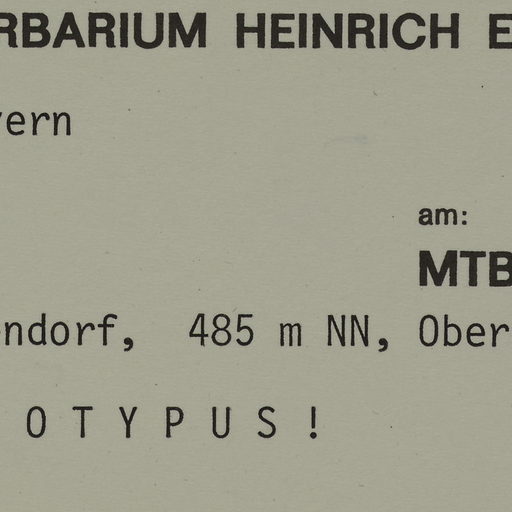 RBARIUM HEINRICH E
ern
am:
MTB
ndorf, 485 m NN, Ober
O T Y P U S !